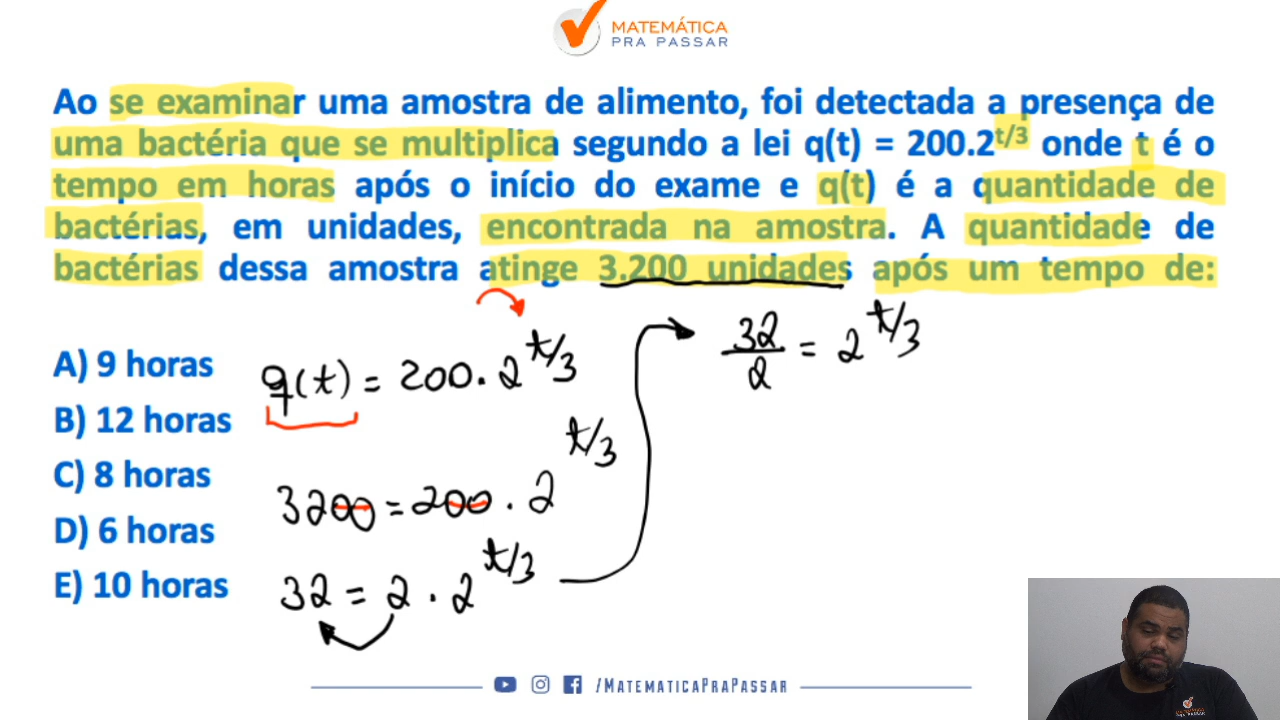 MATEMÁTICA
PRA PASSAR
Ao se examinar uma amostra de alimento, foi detectada a presença de
uma bactéria que se multiplica segundo a lei q(t) = 200.2^t/3 onde t é o
tempo em horas após o início do exame e q(t) é a quantidade de
bactérias, em unidades, encontrada na amostra. A quantidade de
bactérias dessa amostra atinge 3.200 unidades após um tempo de:
A) 9 horas
B) 12 horas
C) 8 horas
D) 6 horas
E) 10 horas
q(t) = 200 . 2^t/3
3200 = 200 . 2^t/3
32 = 2 . 2^t/3
32/2 = 2^t/3
/MatematicaPraPassar
MATEMÁTICA
PRA PASSAR